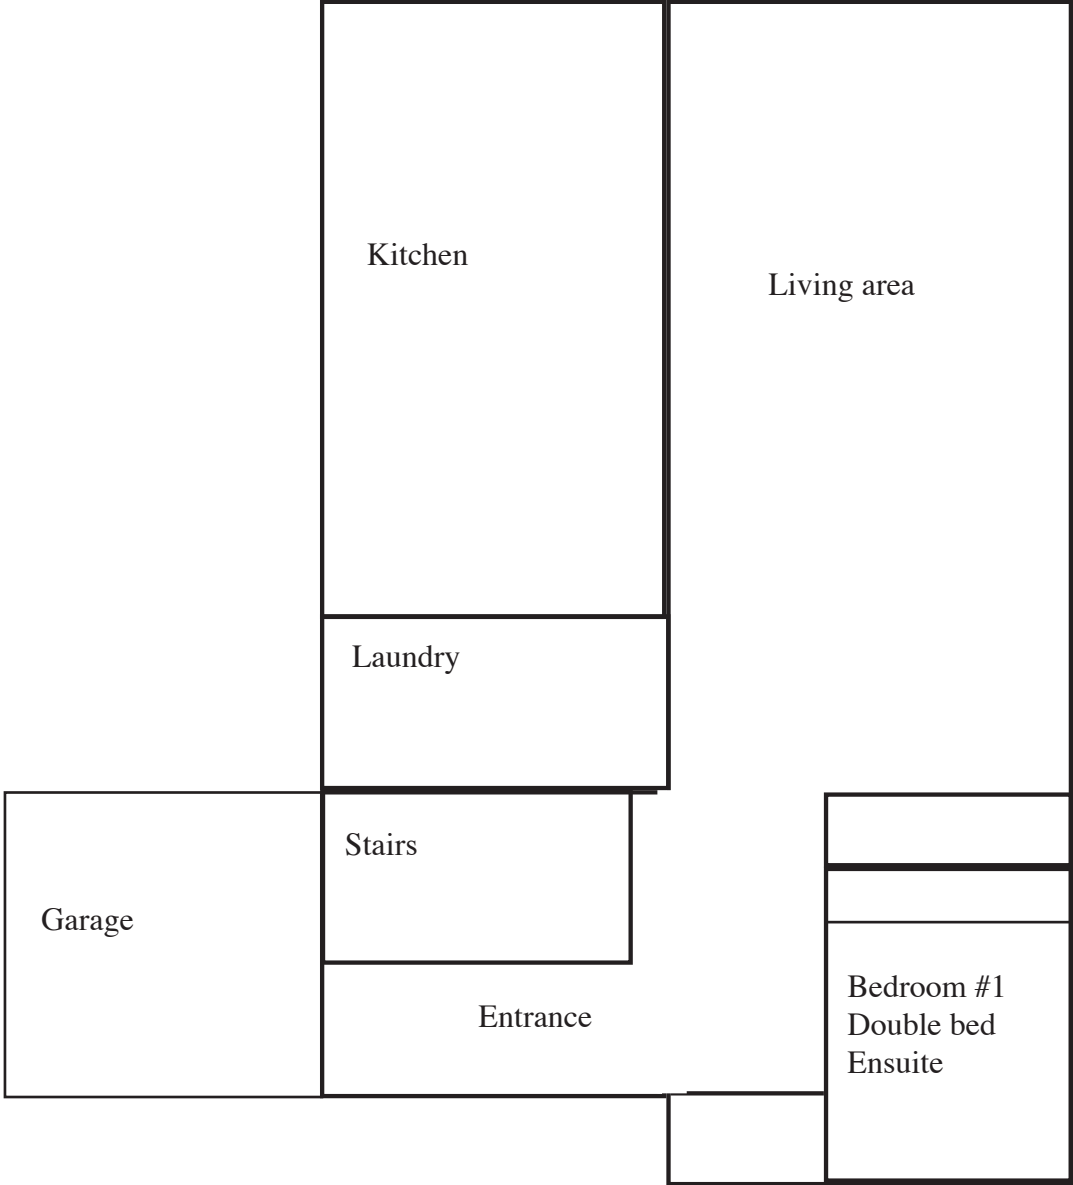 Kitchen
Living area
Laundry
Stairs
Garage
Bedroom #1
Double bed
Ensuite
Entrance